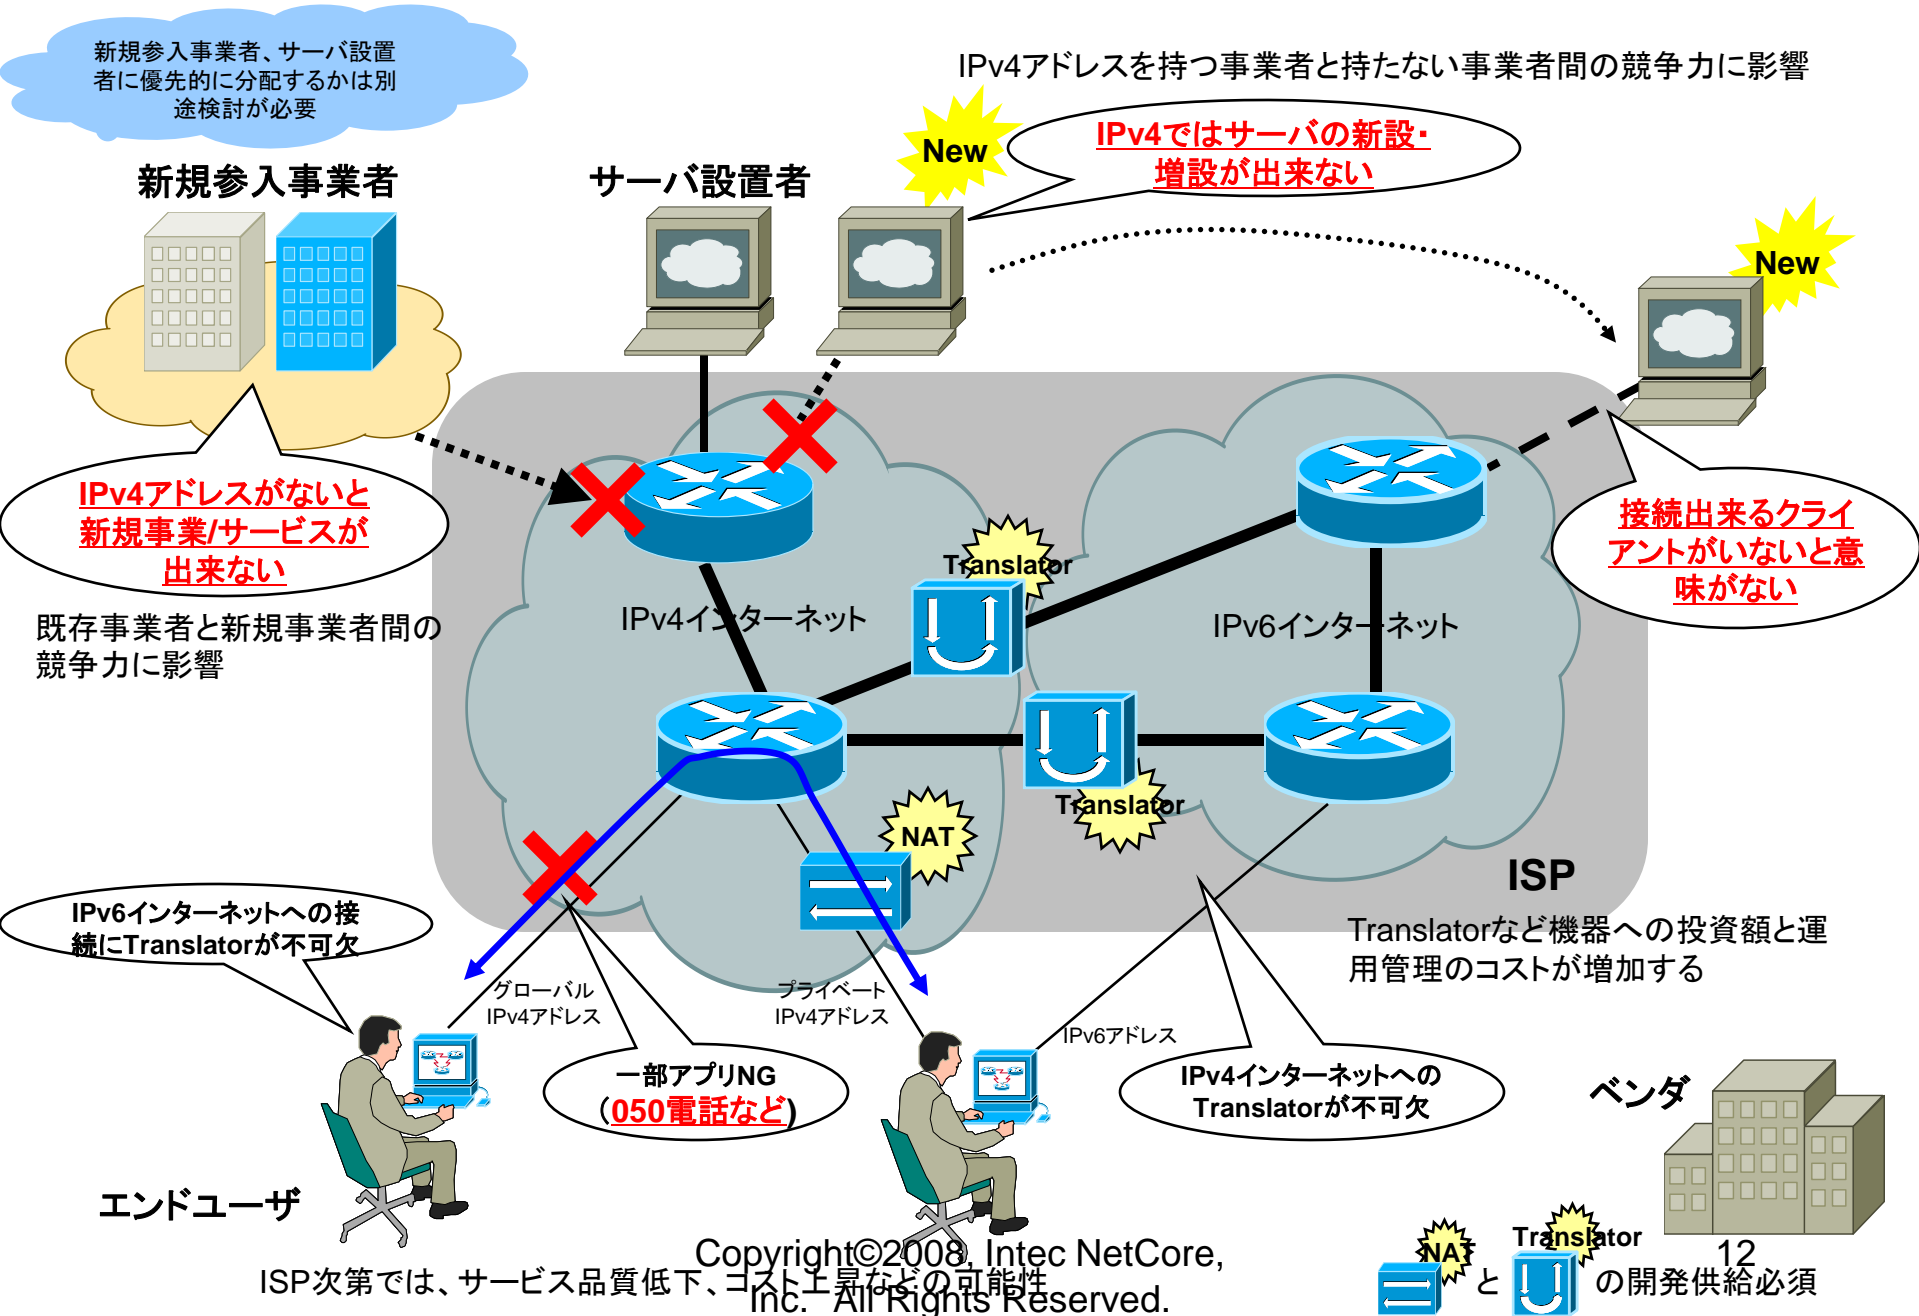 新規参入事業者、サーバ設置
者に優先的に分配するかは別
途検討が必要
IPv4アドレスを持つ事業者と持たない事業者間の競争力に影響
New
IPv4ではサーバの新設・
増設が出来ない
新規参入事業者
サーバ設置者
New
IPv4アドレスがないと
新規事業/サービスが
出来ない
接続出来るクライ
アントがいないと意
味がない
Translator
IPv4インターネット
IPv6インターネット
既存事業者と新規事業者間の
競争力に影響
Translator
NAT
ISP
IPv6インターネットへの接
続にTranslatorが不可欠
Translatorなど機器への投資額と運
用管理のコストが増加する
グローバル
IPv4アドレス
プライベート
IPv4アドレス
IPv6アドレス
一部アプリNG
（050電話など)
IPv4インターネットへの
Translatorが不可欠
ベンダ
エンドユーザ
ISP次第では、サービス品質低下、コスト上昇などの可能性
Copyright©2008, Intec NetCore,
Inc. All Rights Reserved.
NAT
と
Translator
の開発供給必須
12